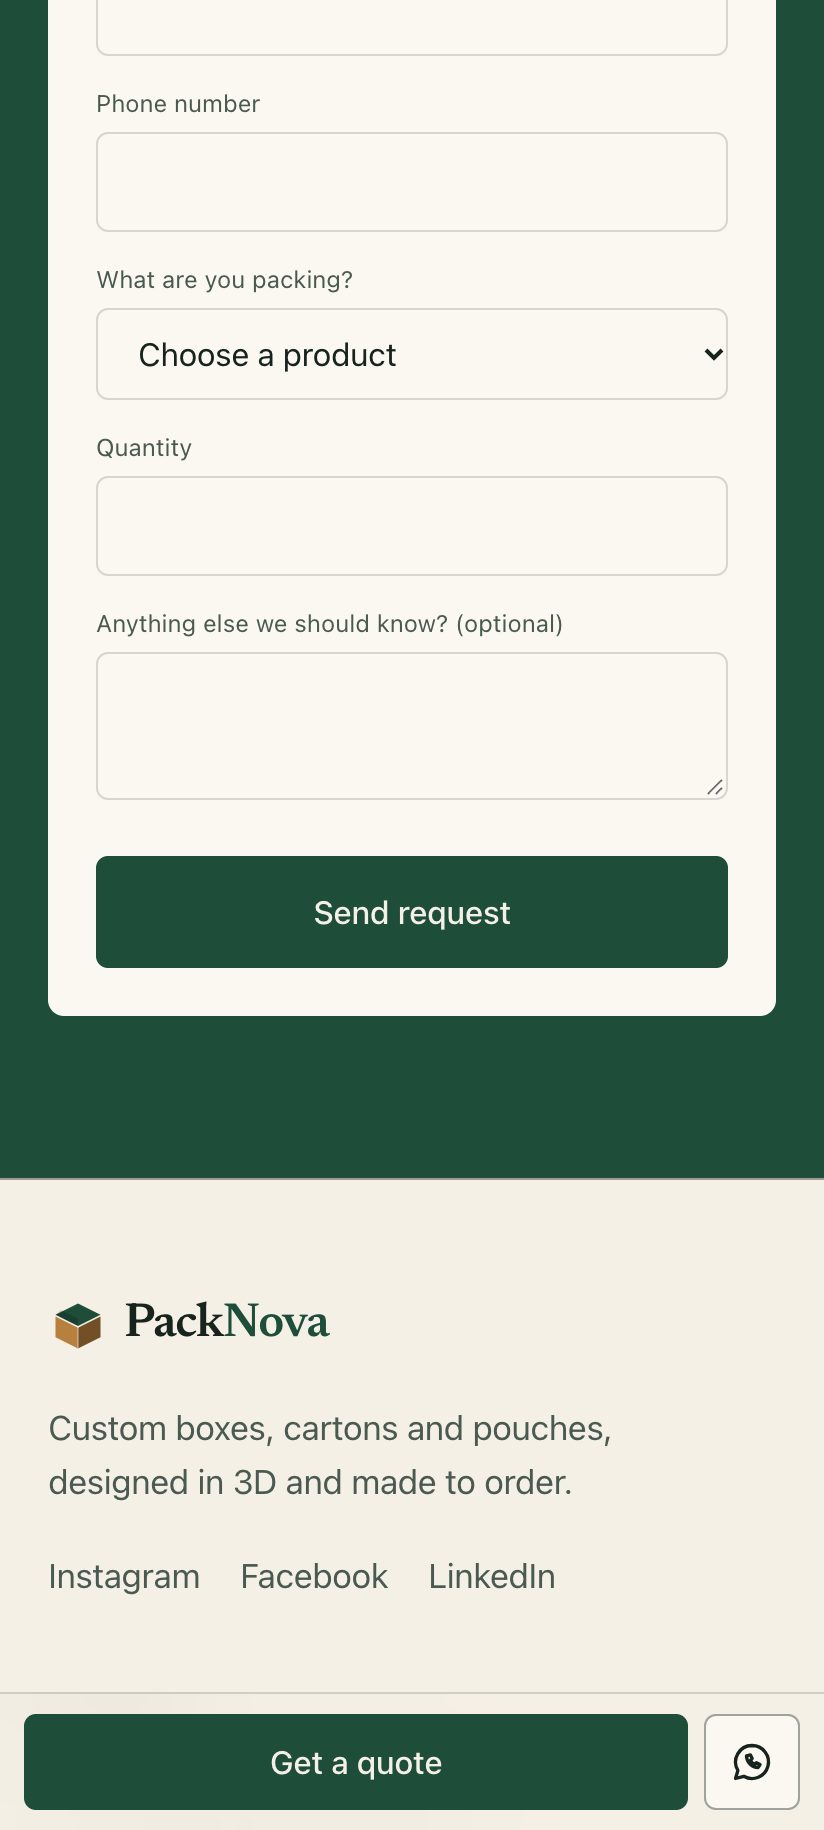 Phone number
What are you packing?
Choose a product
Quantity
Anything else we should know? (optional)
Send request
PackNova
Custom boxes, cartons and pouches,
designed in 3D and made to order.
Instagram Facebook LinkedIn
Get a quote